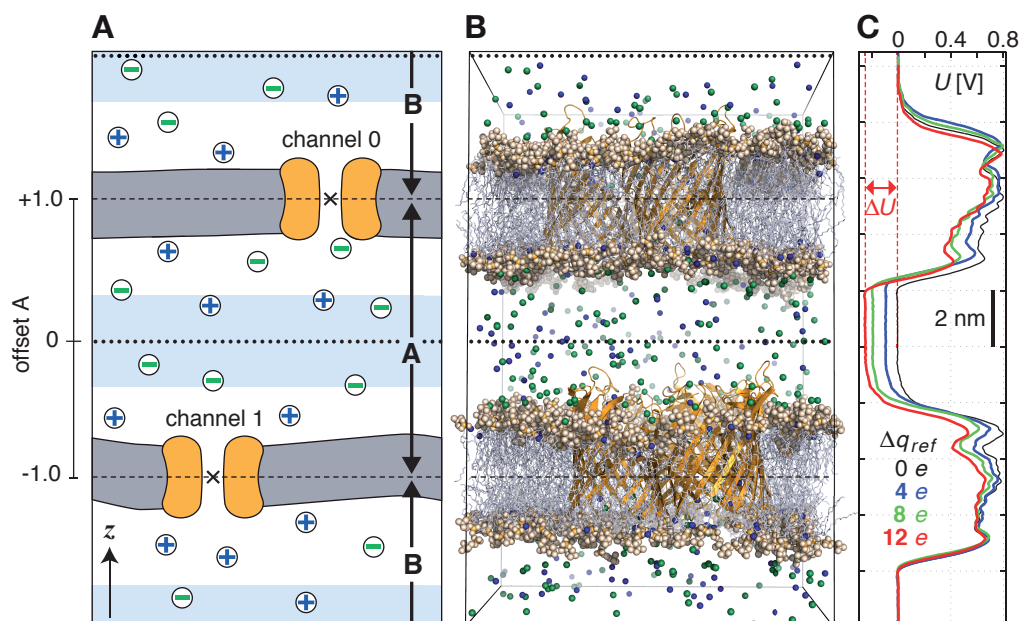 A
B
channel 0
+1.0
offset A
0
A
channel 1
-1.0
z
B
B
C
0 0.4 0.8
U [V]
ΔU
2 nm
Δq_ref
0 e
4 e
8 e
12 e